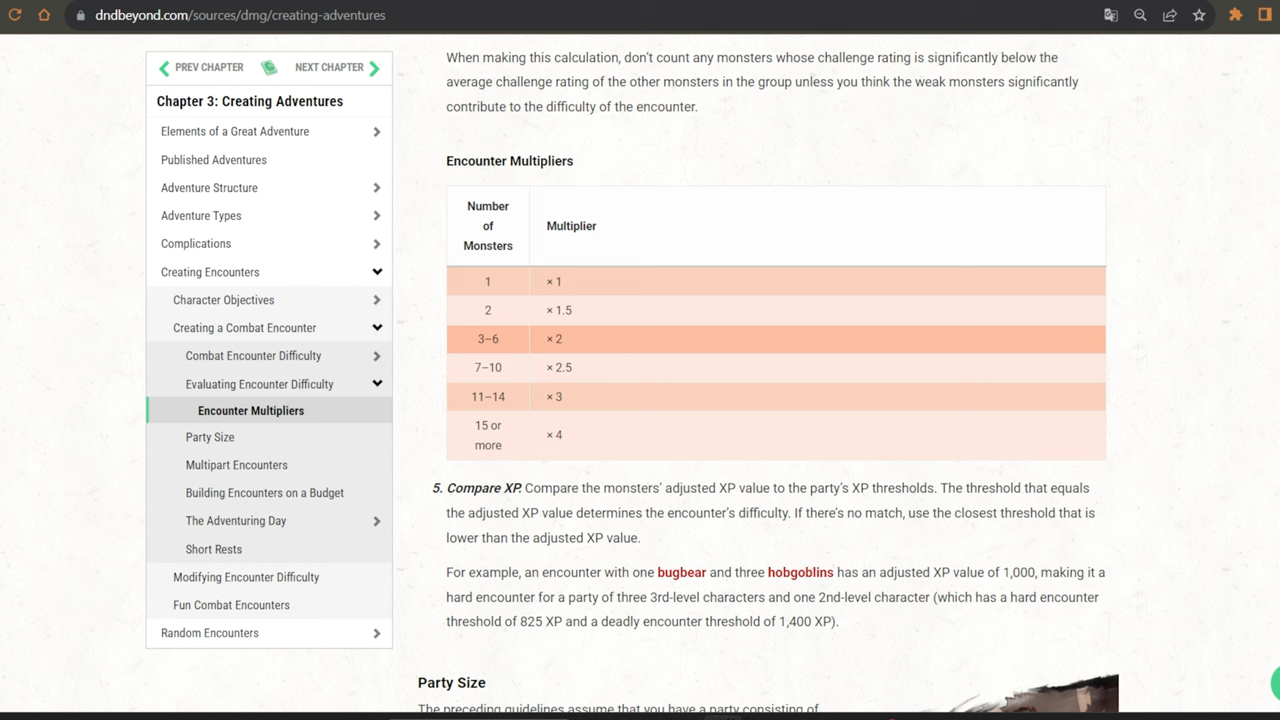 dndbeyond.com/sources/dmg/creating-adventures
PREV CHAPTER
NEXT CHAPTER
Chapter 3: Creating Adventures
Elements of a Great Adventure
Published Adventures
Adventure Structure
Adventure Types
Complications
Creating Encounters
Character Objectives
Creating a Combat Encounter
Combat Encounter Difficulty
Evaluating Encounter Difficulty
Encounter Multipliers
Party Size
Multipart Encounters
Building Encounters on a Budget
The Adventuring Day
Short Rests
Modifying Encounter Difficulty
Fun Combat Encounters
Random Encounters
When making this calculation, don't count any monsters whose challenge rating is significantly below the
average challenge rating of the other monsters in the group unless you think the weak monsters significantly
contribute to the difficulty of the encounter.
Encounter Multipliers
Number
of
Monsters
Multiplier
1 × 1
2 × 1.5
3–6 × 2
7–10 × 2.5
11–14 × 3
15 or
more
× 4
5. Compare XP. Compare the monsters' adjusted XP value to the party's XP thresholds. The threshold that equals
the adjusted XP value determines the encounter's difficulty. If there's no match, use the closest threshold that is
lower than the adjusted XP value.
For example, an encounter with one bugbear and three hobgoblins has an adjusted XP value of 1,000, making it a
hard encounter for a party of three 3rd-level characters and one 2nd-level character (which has a hard encounter
threshold of 825 XP and a deadly encounter threshold of 1,400 XP).
Party Size
The preceding guidelines assume that you have a party consisting of